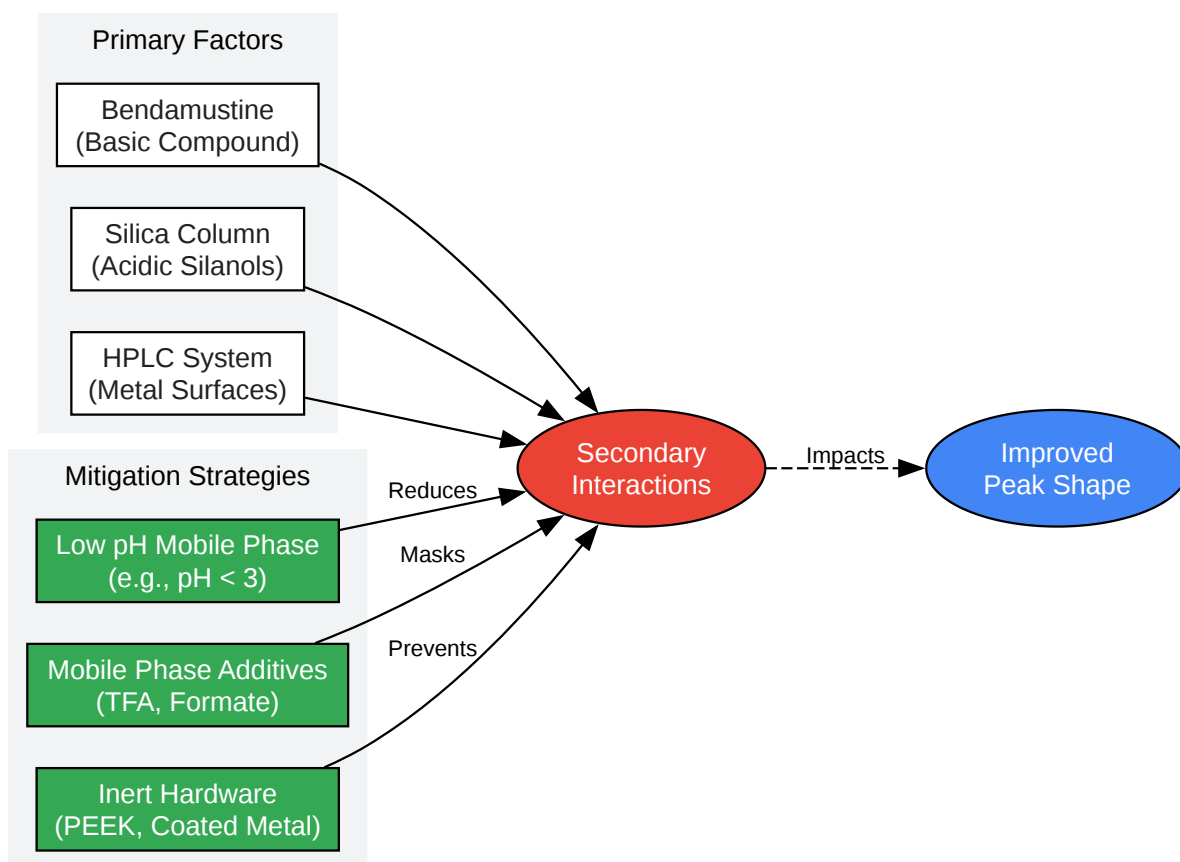 Primary Factors
Bendamustine
(Basic Compound)
Silica Column
(Acidic Silanols)
HPLC System
(Metal Surfaces)
Mitigation Strategies
Low pH Mobile Phase
(e.g., pH < 3)
Mobile Phase Additives
(TFA, Formate)
Inert Hardware
(PEEK, Coated Metal)
Reduces
Masks
Prevents
Secondary
Interactions
Impacts
Improved
Peak Shape